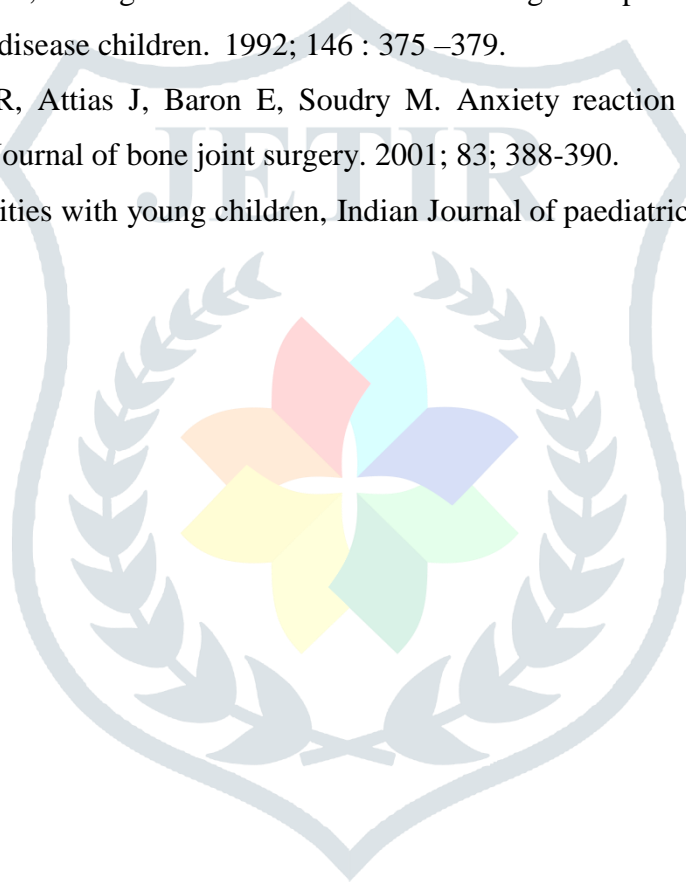 disease children. 1992; 146 : 375 –379.
R, Attias J, Baron E, Soudry M. Anxiety reaction
Journal of bone joint surgery. 2001; 83; 388-390.
ities with young children, Indian Journal of paediatric
JETIR